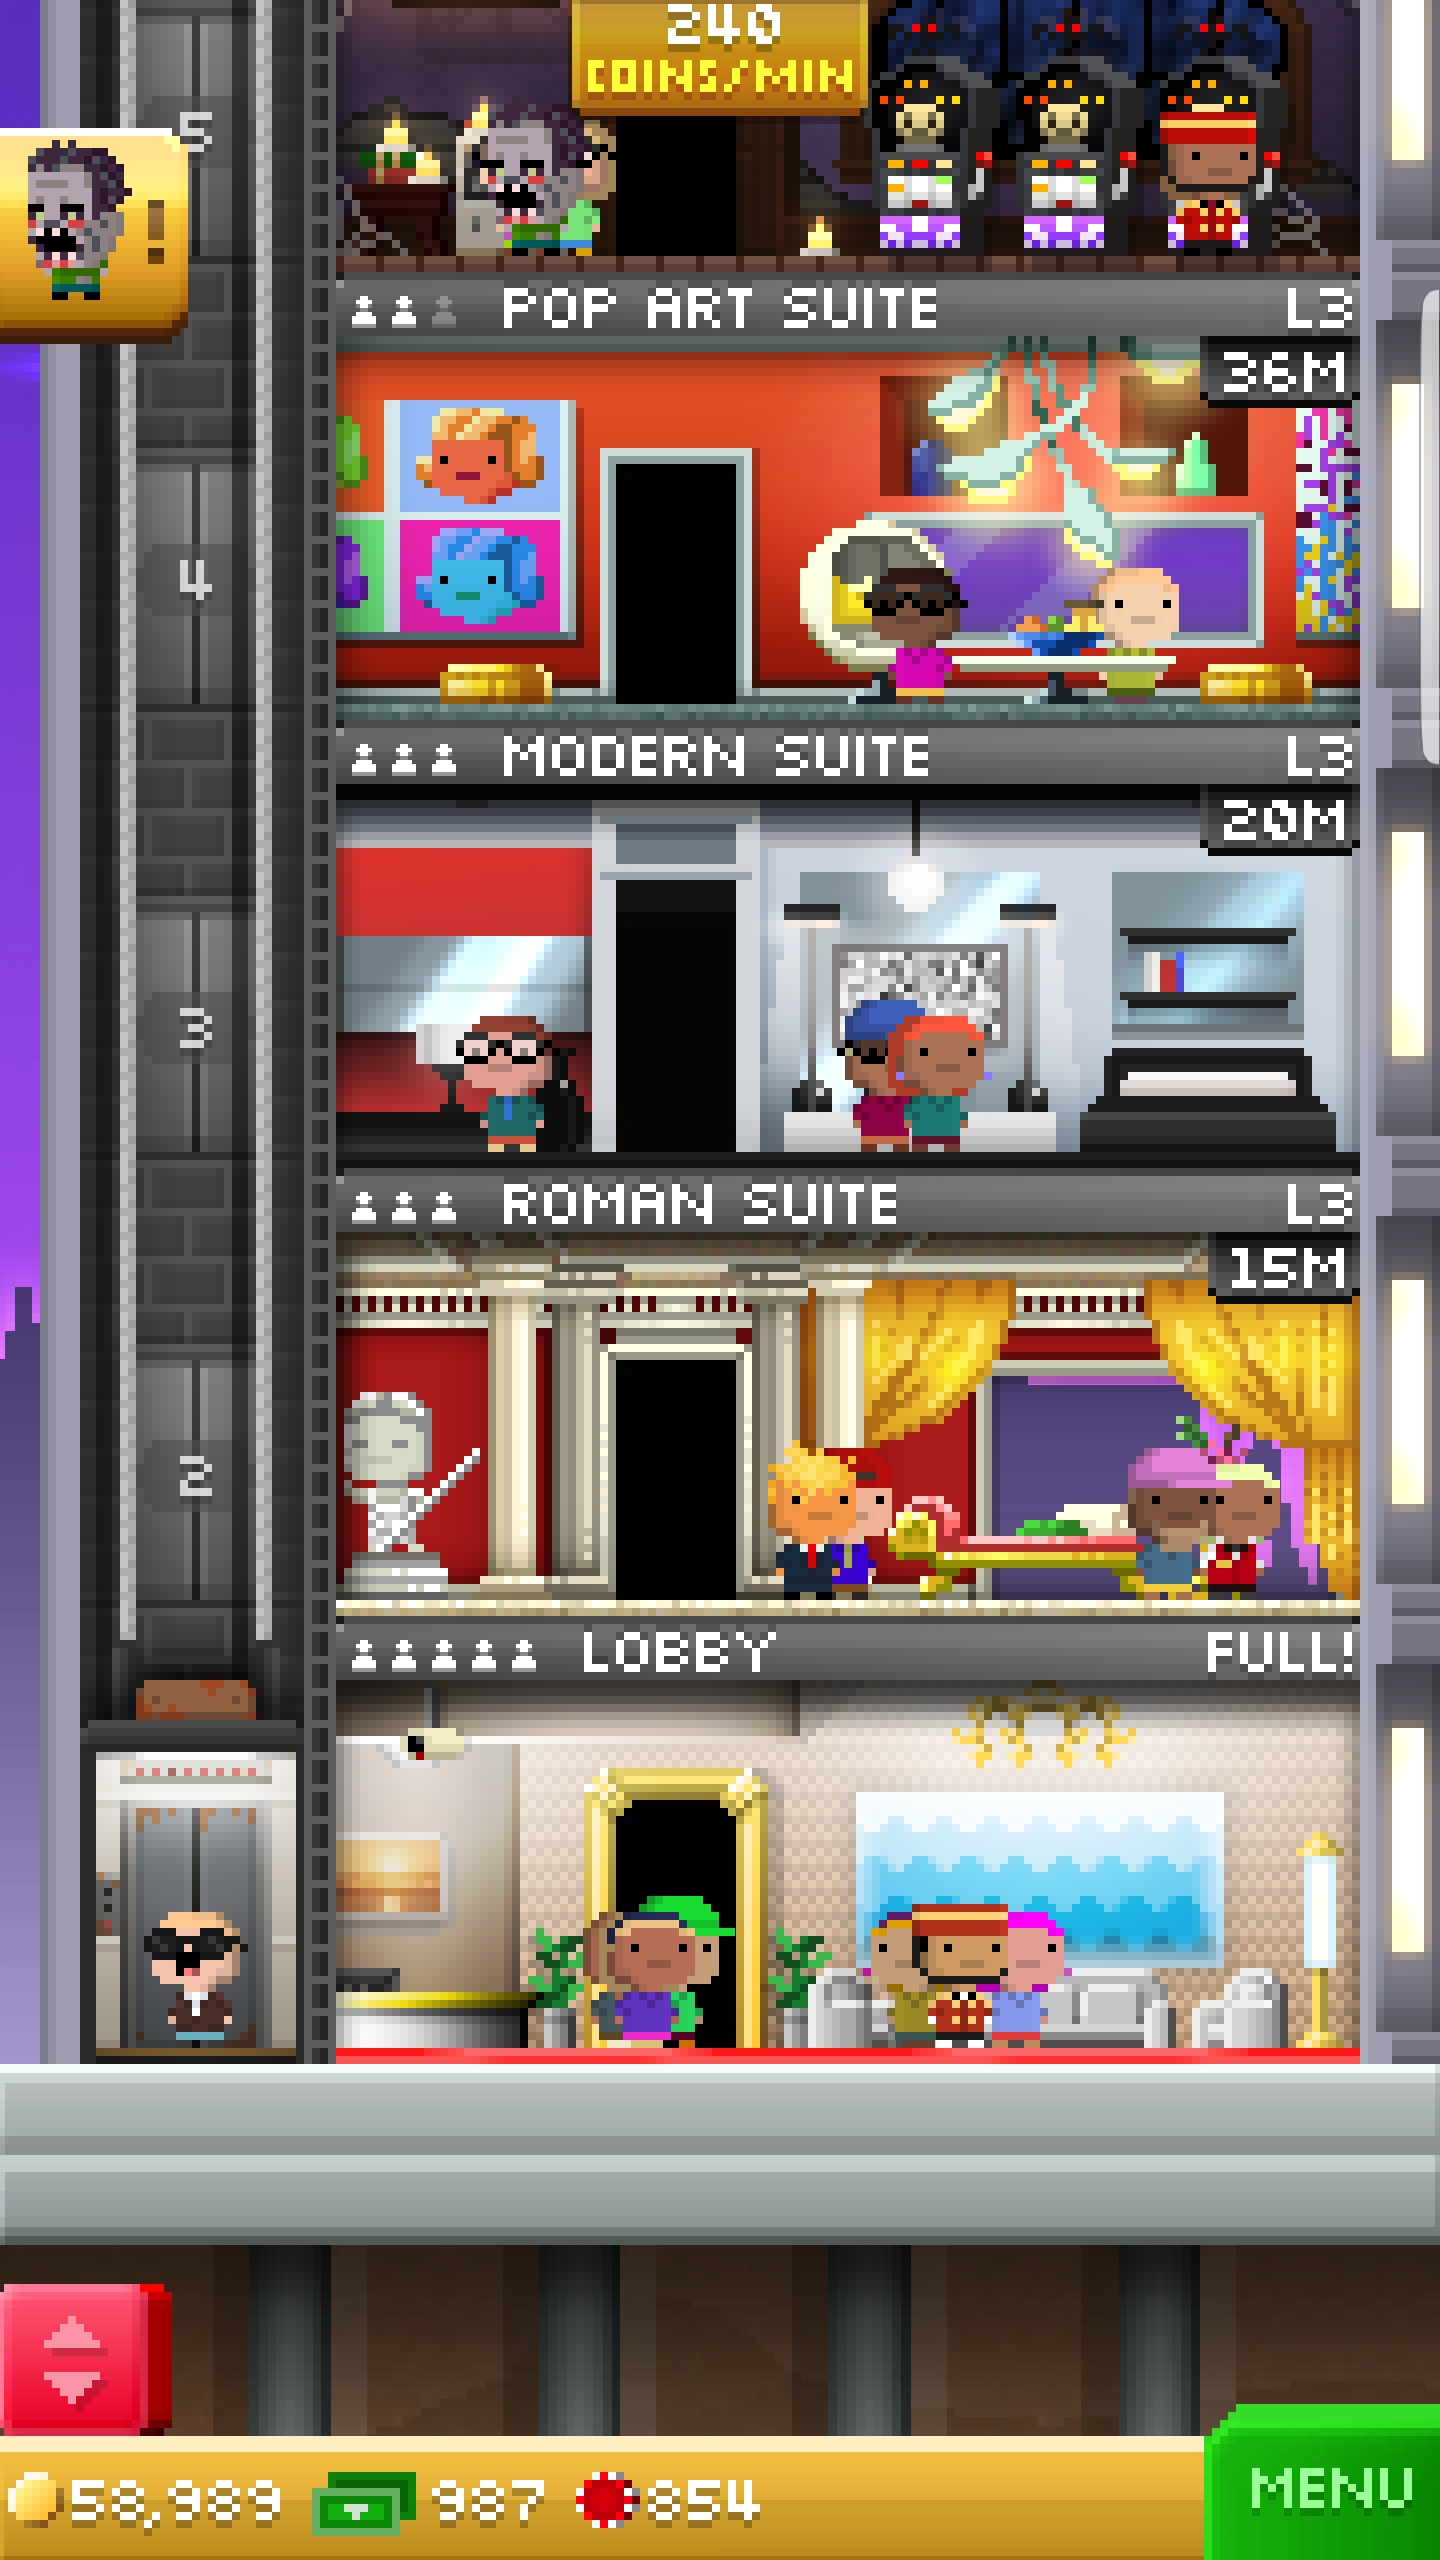 240
COINS/MIN
5
!
POP ART SUITE L3
36M
4
MODERN SUITE L3
20M
3
ROMAN SUITE L3
15M
2
LOBBY FULL!
58,989 987 854
MENU